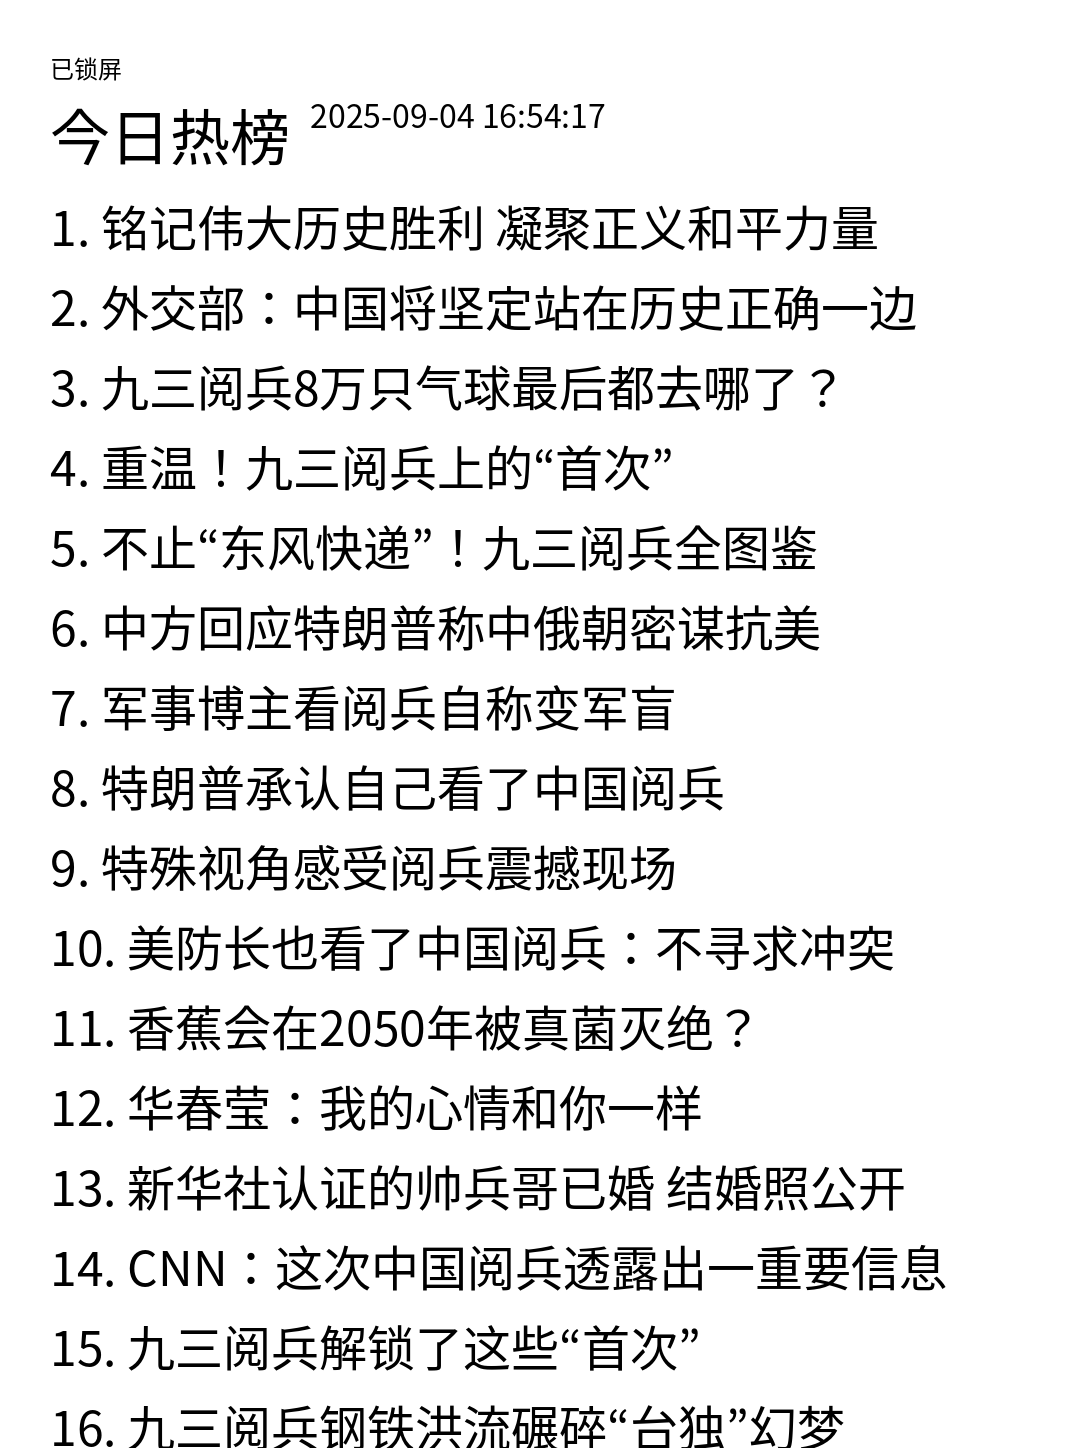 已锁屏
今日热榜 2025-09-04 16:54:17
1. 铭记伟大历史胜利 凝聚正义和平力量
2. 外交部：中国将坚定站在历史正确一边
3. 九三阅兵8万只气球最后都去哪了？
4. 重温！九三阅兵上的“首次”
5. 不止“东风快递”！九三阅兵全图鉴
6. 中方回应特朗普称中俄朝密谋抗美
7. 军事博主看阅兵自称变军盲
8. 特朗普承认自己看了中国阅兵
9. 特殊视角感受阅兵震撼现场
10. 美防长也看了中国阅兵：不寻求冲突
11. 香蕉会在2050年被真菌灭绝？
12. 华春莹：我的心情和你一样
13. 新华社认证的帅兵哥已婚 结婚照公开
14. CNN：这次中国阅兵透露出一重要信息
15. 九三阅兵解锁了这些“首次”
16. 九三阅兵钢铁洪流碾碎“台独”幻梦